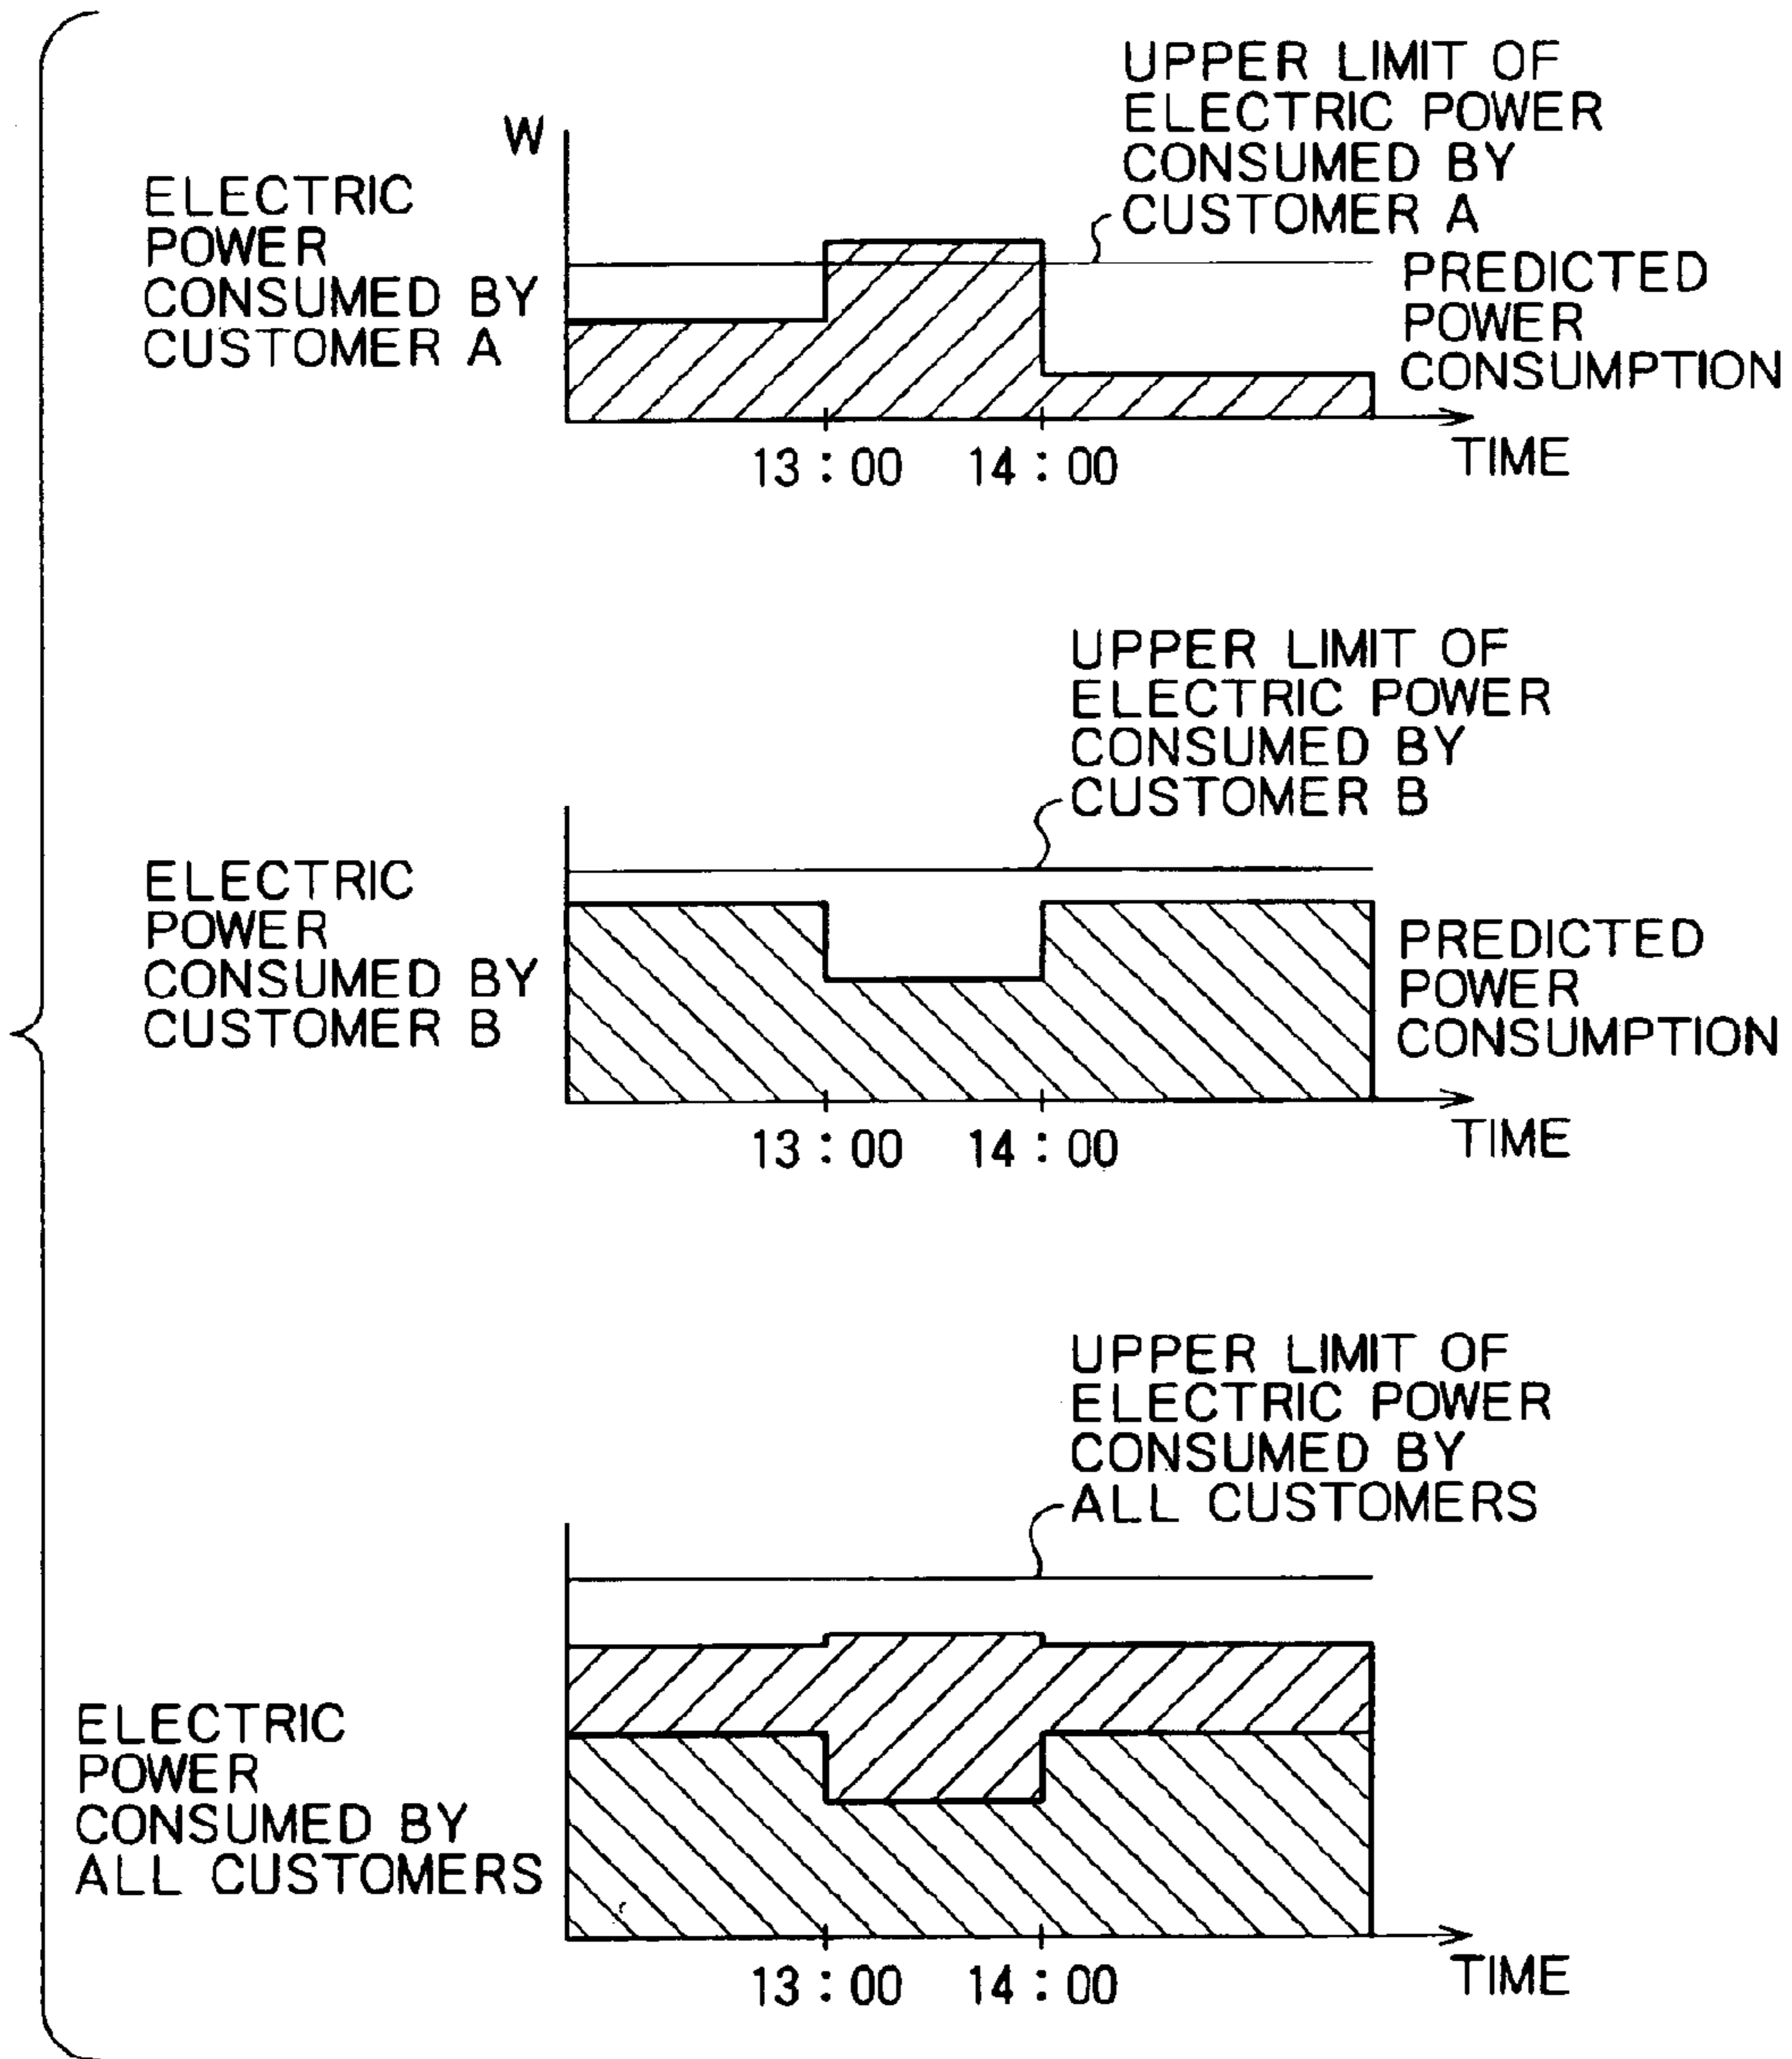 W
UPPER LIMIT OF
ELECTRIC POWER
CONSUMED BY
CUSTOMER A
ELECTRIC
POWER
CONSUMED BY
CUSTOMER A
PREDICTED
POWER
CONSUMPTION
13:00 14:00
TIME
UPPER LIMIT OF
ELECTRIC POWER
CONSUMED BY
CUSTOMER B
ELECTRIC
POWER
CONSUMED BY
CUSTOMER B
PREDICTED
POWER
CONSUMPTION
13:00 14:00
TIME
UPPER LIMIT OF
ELECTRIC POWER
CONSUMED BY
ALL CUSTOMERS
ELECTRIC
POWER
CONSUMED BY
ALL CUSTOMERS
13:00 14:00
TIME